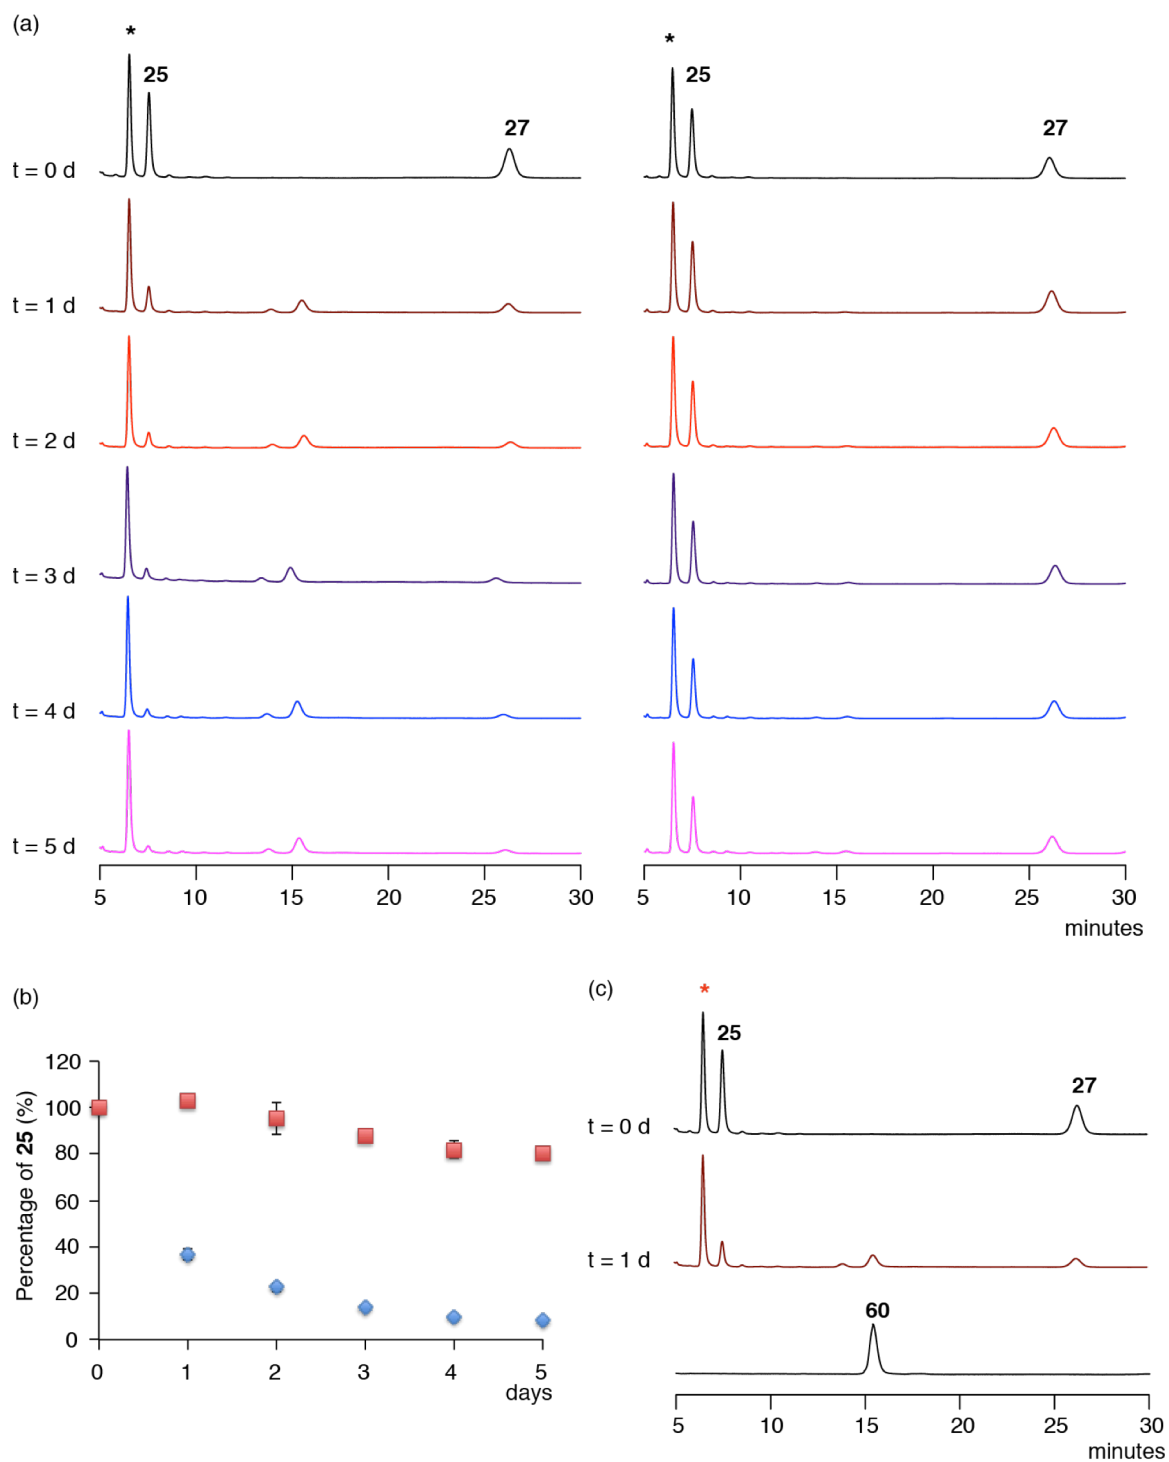 (a)
* *
25 25
27 27
t = 0 d
t = 1 d
t = 2 d
t = 3 d
t = 4 d
t = 5 d
5 10 15 20 25 30 5 10 15 20 25 30
minutes
(b)
Percentage of 25 (%)
120
100
80
60
40
20
0
0 1 2 3 4 5
days
(c)
*
25
27
t = 0 d
t = 1 d
60
5 10 15 20 25 30
minutes